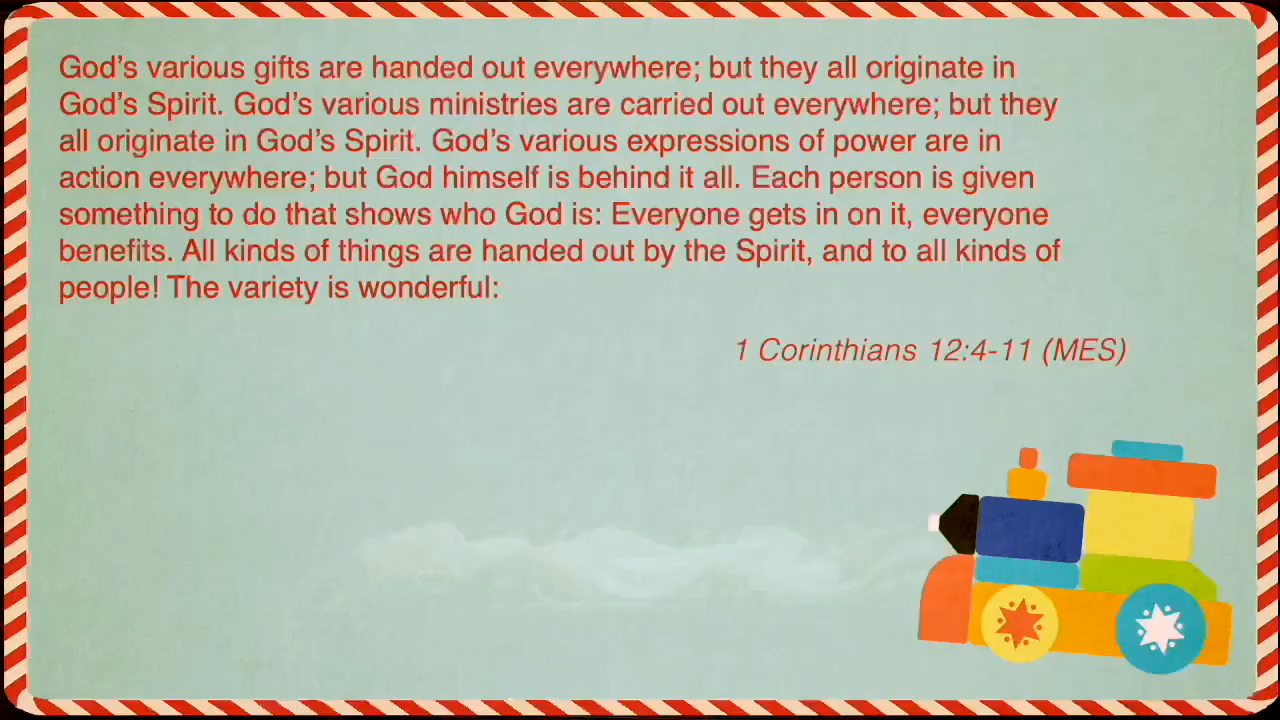 God’s various gifts are handed out everywhere; but they all originate in
God’s Spirit. God’s various ministries are carried out everywhere; but they
all originate in God’s Spirit. God’s various expressions of power are in
action everywhere; but God himself is behind it all. Each person is given
something to do that shows who God is: Everyone gets in on it, everyone
benefits. All kinds of things are handed out by the Spirit, and to all kinds of
people! The variety is wonderful:
1 Corinthians 12:4-11 (MES)